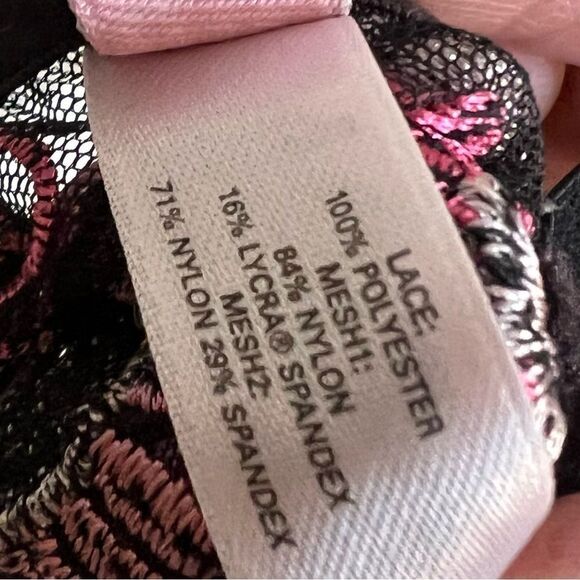 LACE:
100% POLYESTER
MESH1:
84% NYLON
16% LYCRA® SPANDEX
MESH2:
71% NYLON 29% SPANDEX